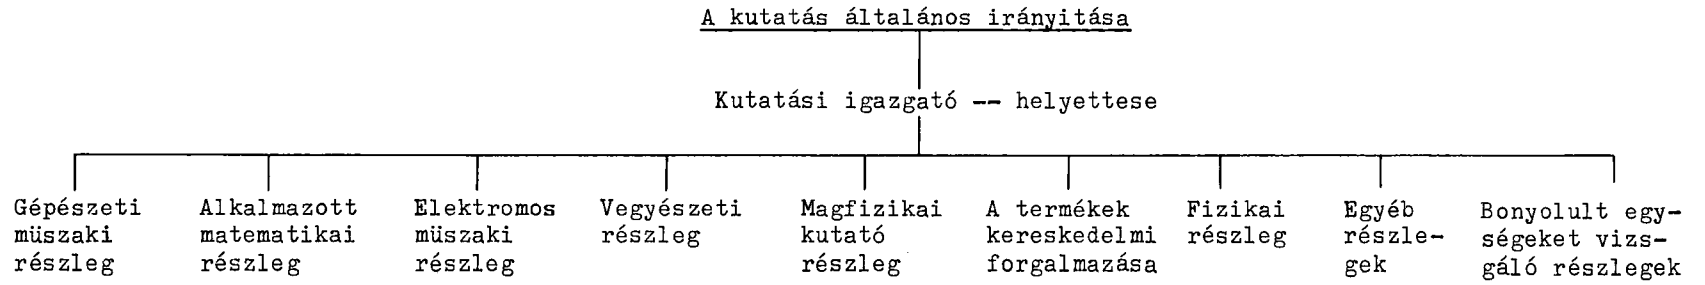 A kutatás általános irányitása
Kutatási igazgató -- helyettese
Gépészeti
müszaki
részleg
Alkalmazott
matematikai
részleg
Elektromos
müszaki
részleg
Vegyészeti
részleg
Magfizikai
kutató
részleg
A termékek
kereskedelmi
forgalmazása
Fizikai
részleg
Egyéb
részle-
gek
Bonyolult egy-
ségeket vizs-
gáló részlegek